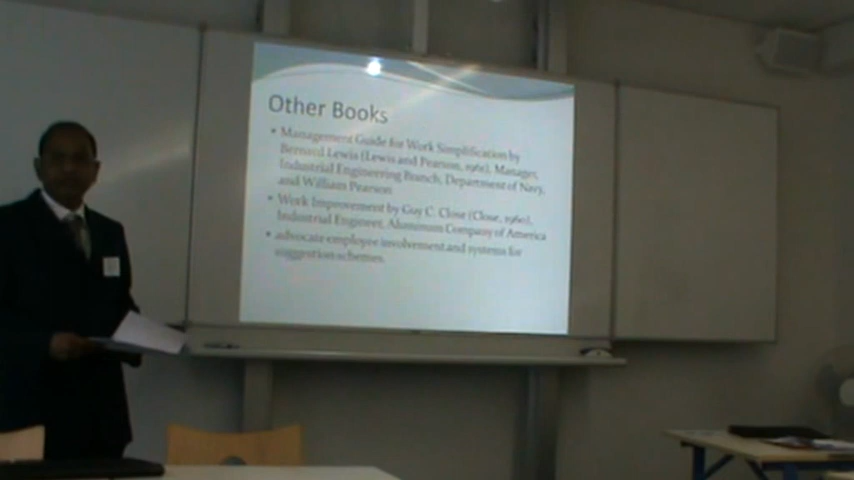 Other Books
• Management Guide for Work Simplification by
Bernard Lewis (Lewis and Pearson, 1961), Manager,
Industrial Engineering Branch, Department of Navy,
and William Pearson
• Work Improvement by Guy C. Close (Close, 1960),
Industrial Engineer, Aluminum Company of America
• advocate employee involvement and systems for
suggestion schemes.